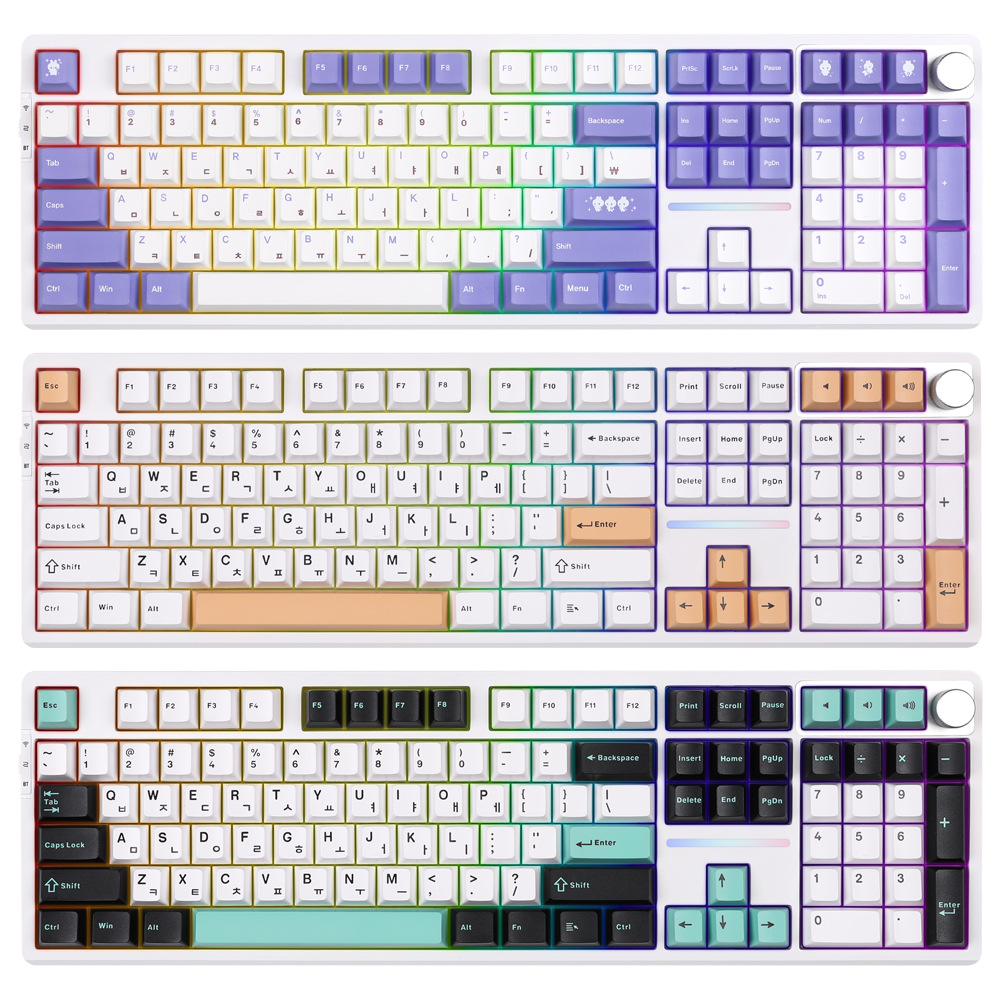 F1 F2 F3 F4 F5 F6 F7 F8 F9 F10 F11 F12 PrtSc ScrLk Pause
~ ! @ # $ % ^ & * ( ) - + Backspace Ins Home PgUp Num / * -
` 1 2 3 4 5 6 7 8 9 0 - =
Tab Q W E R T Y U I O P { } \ Del End PgDn 7 8 9 +
ㅂ ㅈ ㄷ ㄱ ㅅ ㅛ ㅕ ㅑ ㅐ ㅔ [ ] ₩
Caps A S D F G H J K L : " 4 5 6
ㅁ ㄴ ㅇ ㄹ ㅎ ㅗ ㅓ ㅏ ㅣ ; '
Shift Z X C V B N M < > ? Shift ↑ 1 2 3 Enter
ㅋ ㅌ ㅊ ㅍ ㅠ ㅜ ㅡ , . /
Ctrl Win Alt Alt Fn Menu Ctrl ← ↓ → 0 .
Ins Del
BT
Esc F1 F2 F3 F4 F5 F6 F7 F8 F9 F10 F11 F12 Print Scroll Pause
~ ! @ # $ % ^ & * ( ) — + ← Backspace Insert Home PgUp Lock ÷ × −
` 1 2 3 4 5 6 7 8 9 0 - =
Tab Q W E R T Y O U I P { } | Delete End PgDn 7 8 9 +
ㅂ ㅈ ㄷ ㄱ ㅅ ㅛ ㅐ ㅕ ㅑ ㅔ [ ] \
Caps Lock A S D F G H J K L : " Enter 4 5 6
ㅁ ㄴ ㅇ ㄹ ㅎ ㅗ ㅓ ㅏ ㅣ ; '
Shift Z X C V B N M < > ? Shift ↑ 1 2 3 Enter
ㅋ ㅌ ㅊ ㅍ ㅠ ㅜ ㅡ , . /
Ctrl Win Alt Alt Fn Ctrl ← ↓ → 0 .
BT
Esc F1 F2 F3 F4 F5 F6 F7 F8 F9 F10 F11 F12 Print Scroll Pause
~ ! @ # $ % ^ & * ( ) — + ← Backspace Insert Home PgUp Lock ÷ × −
` 1 2 3 4 5 6 7 8 9 0 - =
Tab Q W E R T Y U I O P { } | Delete End PgDn 7 8 9 +
ㅂ ㅈ ㄷ ㄱ ㅅ ㅛ ㅕ ㅑ ㅐ ㅔ [ ] \
Caps Lock A S D F G H J K L : " Enter 4 5 6
ㅁ ㄴ ㅇ ㄹ ㅎ ㅗ ㅓ ㅏ ㅣ ; '
Shift Z X C V B N M < > ? Shift ↑ 1 2 3 Enter
ㅋ ㅌ ㅊ ㅍ ㅠ ㅜ ㅡ , . /
Ctrl Win Alt Alt Fn Ctrl ← ↓ → 0 .
BT